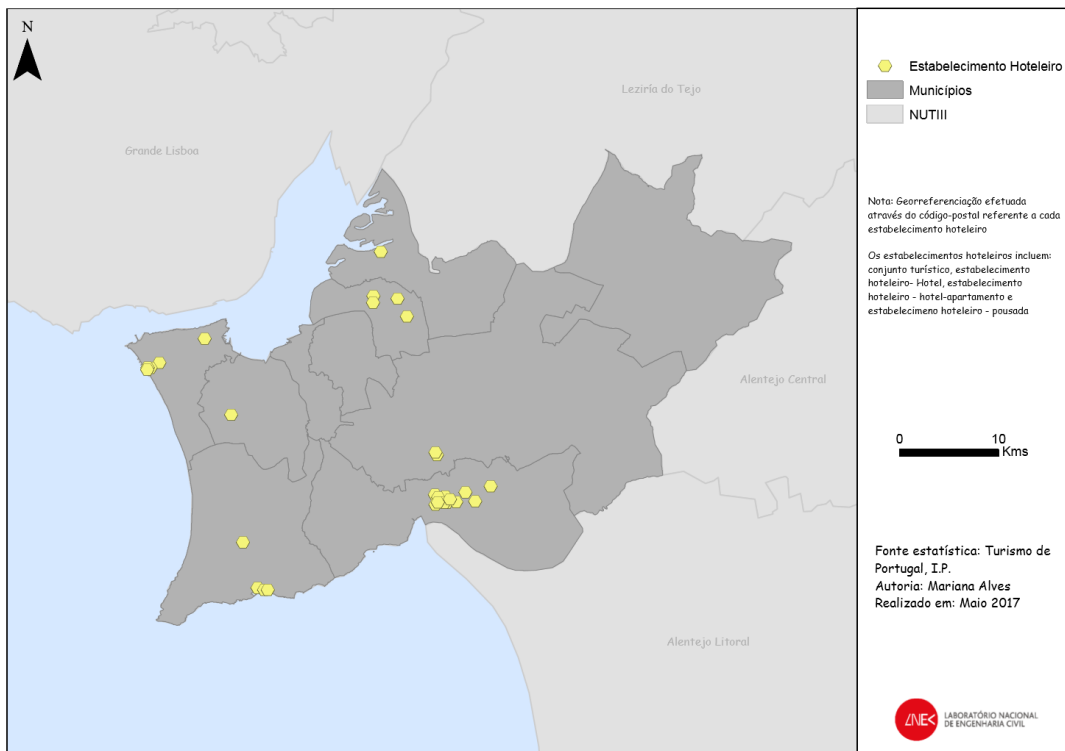 N
Grande Lisboa
Leziría do Tejo
Alentejo Central
Alentejo Litoral
Estabelecimento Hoteleiro
Municípios
NUTIII
Nota: Georreferenciação efetuada
através do código-postal referente a cada
estabelecimento hoteleiro
Os estabelecimentos hoteleiros incluem:
conjunto turístico, estabelecimento
hoteleiro- Hotel, estabelecimento
hoteleiro - hotel-apartamento e
estabelecimeno hoteleiro - pousada
0 10
Kms
Fonte estatística: Turismo de
Portugal, I.P.
Autoria: Mariana Alves
Realizado em: Maio 2017
LNEC LABORATÓRIO NACIONAL
DE ENGENHARIA CIVIL